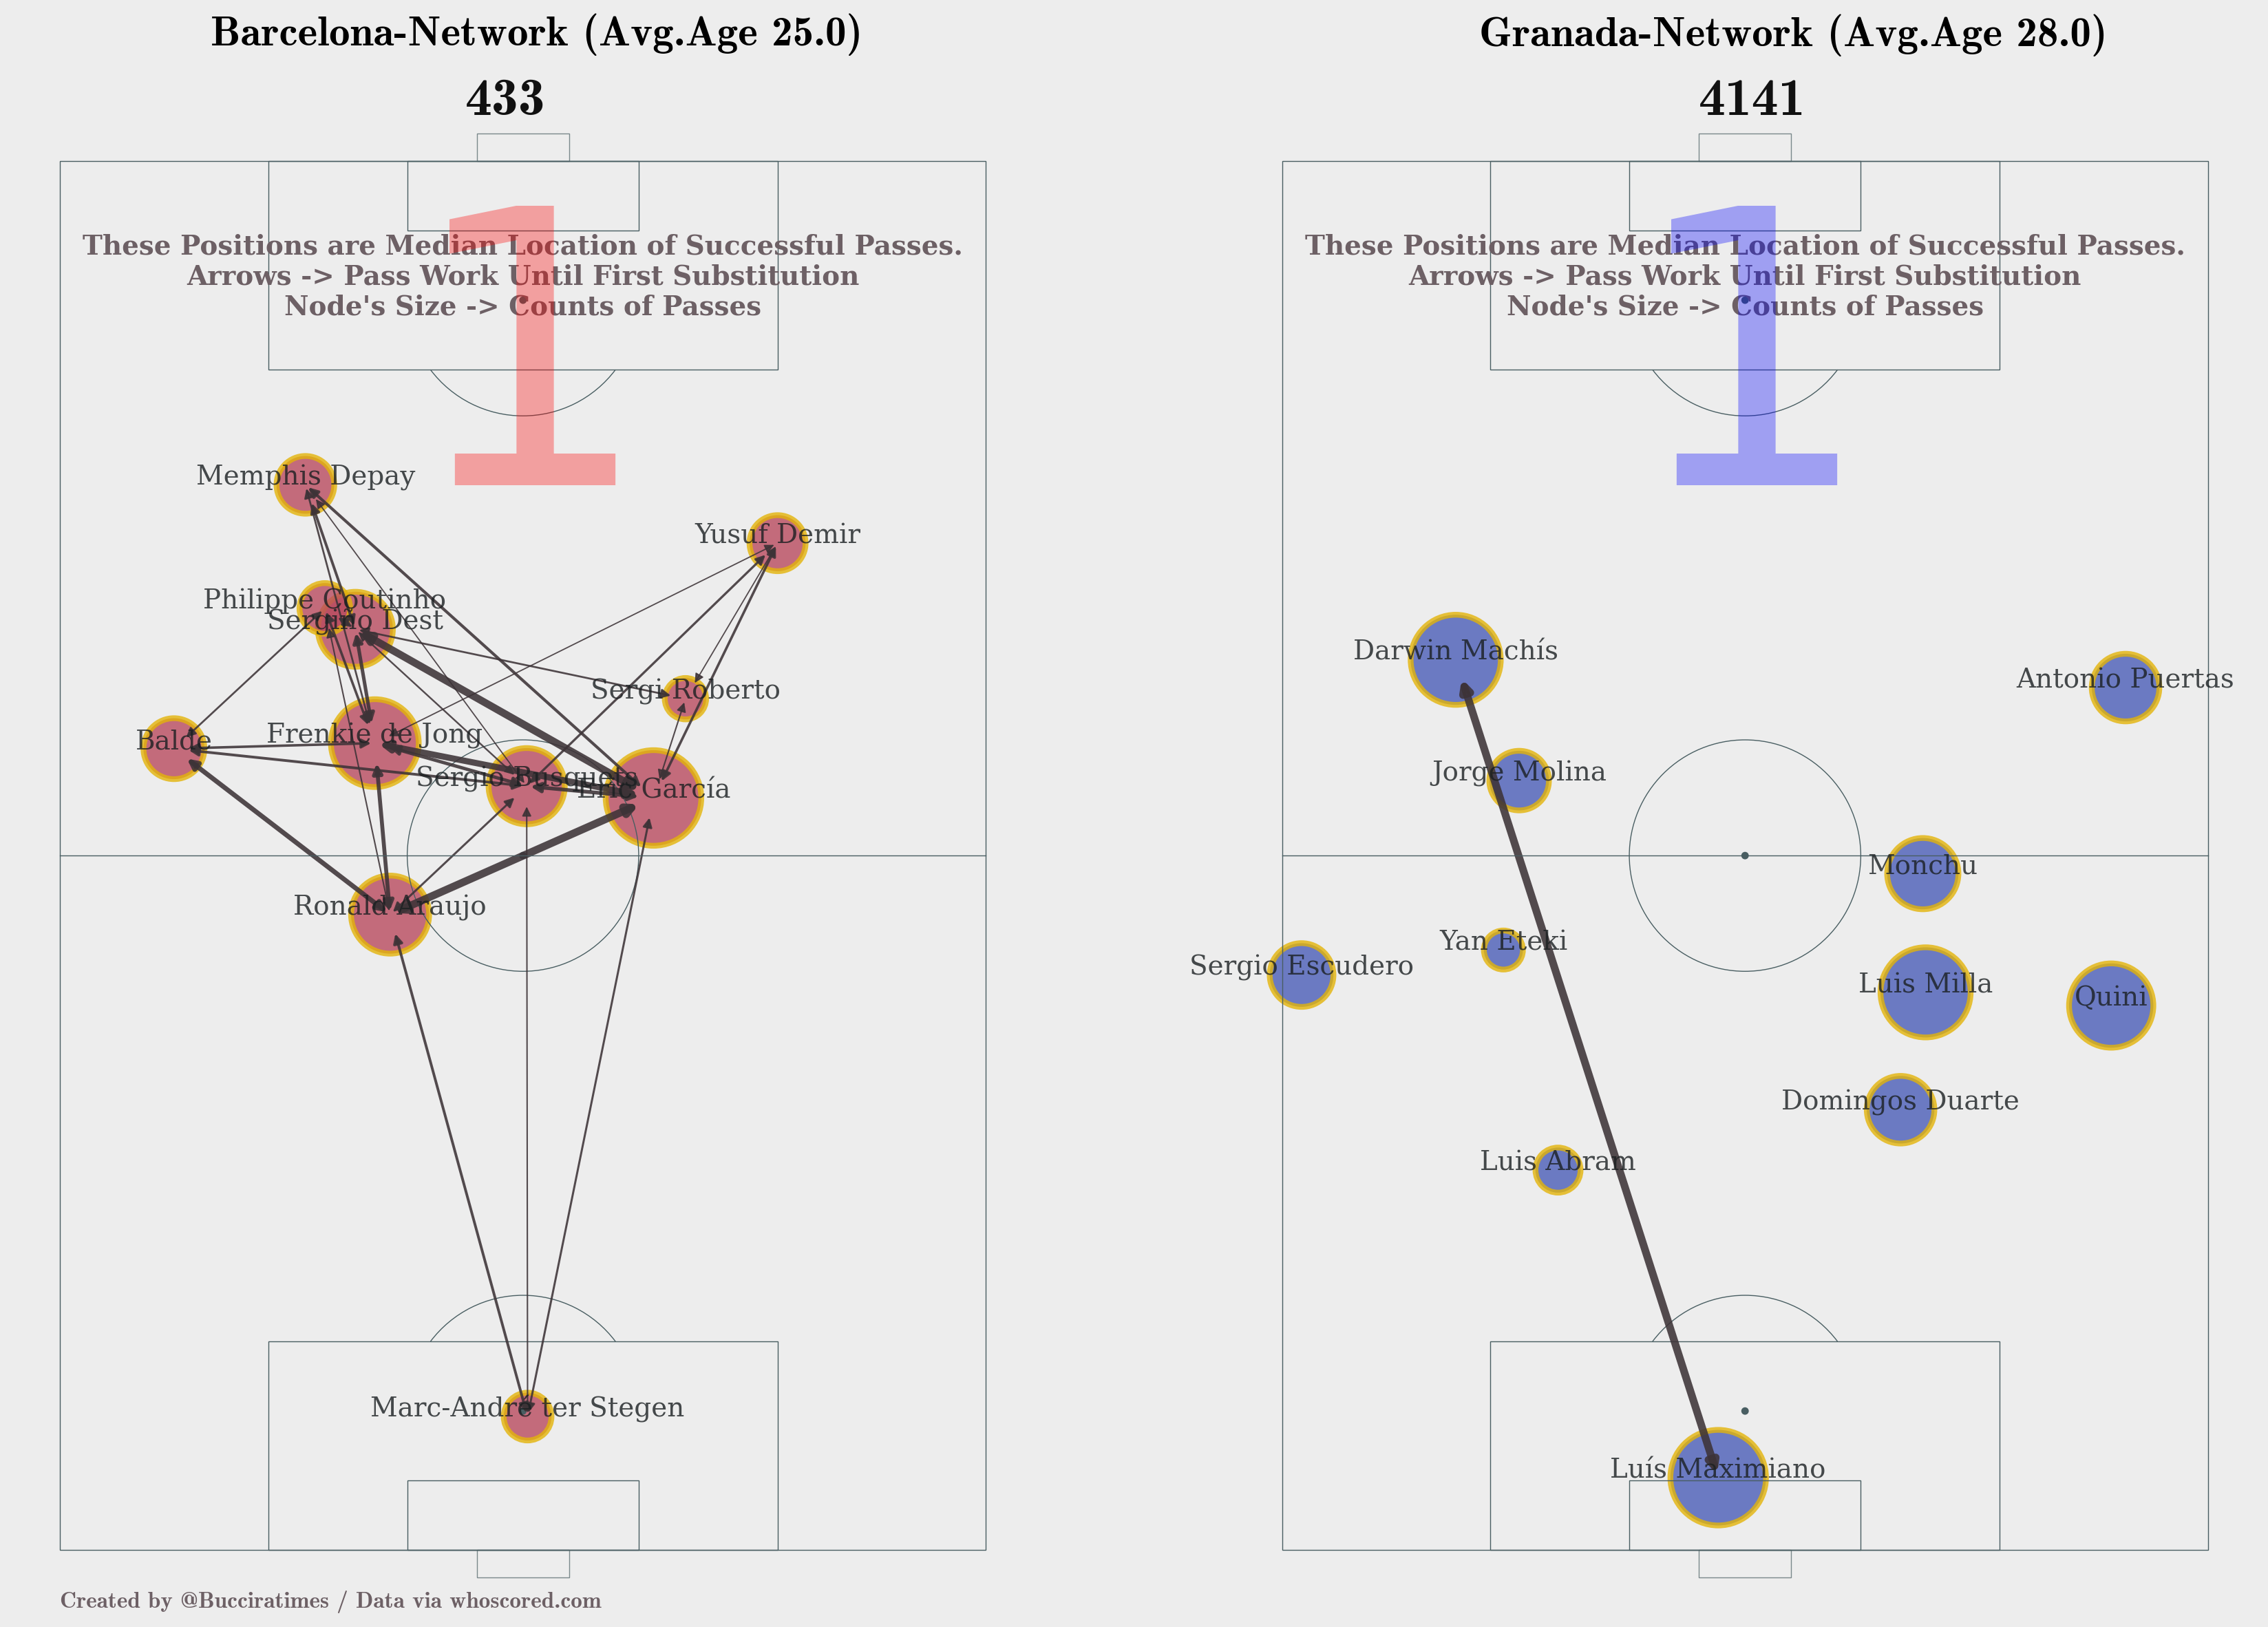 Barcelona-Network (Avg.Age 25.0)
433
1
These Positions are Median Location of Successful Passes.
Arrows -> Pass Work Until First Substitution
Node's Size -> Counts of Passes
Memphis Depay
Yusuf Demir
Philippe Coutinho
Sergiño Dest
Sergi Roberto
Balde
Frenkie de Jong
Sergio Busquets
Eric García
Ronald Araujo
Marc-André ter Stegen
Created by @Bucciratimes / Data via whoscored.com
Granada-Network (Avg.Age 28.0)
4141
1
These Positions are Median Location of Successful Passes.
Arrows -> Pass Work Until First Substitution
Node's Size -> Counts of Passes
Darwin Machís
Antonio Puertas
Jorge Molina
Monchu
Yan Eteki
Sergio Escudero
Luis Milla
Quini
Domingos Duarte
Luis Abram
Luís Maximiano